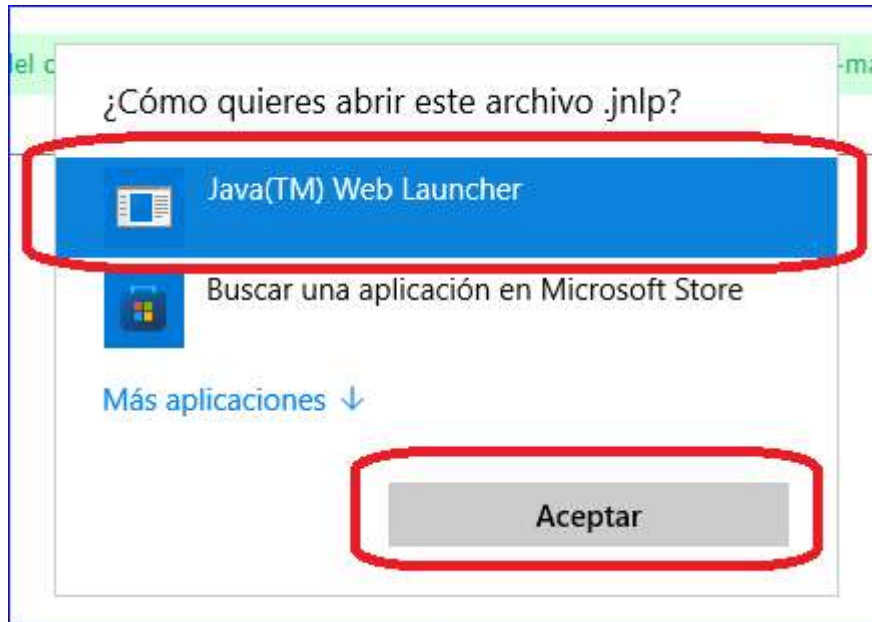 ¿Cómo quieres abrir este archivo .jnlp?
Java(TM) Web Launcher
Buscar una aplicación en Microsoft Store
Más aplicaciones ↓
Aceptar